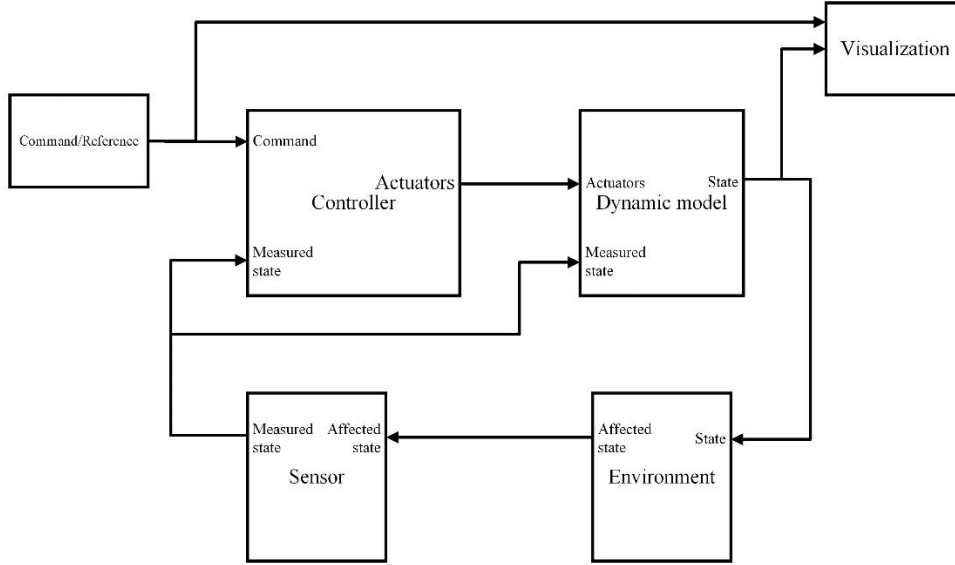 Visualization
Command/Reference
Command
Actuators
Controller
Measured
state
Actuators
State
Dynamic model
Measured
state
Measured
state
Affected
state
Sensor
Affected
state
State
Environment